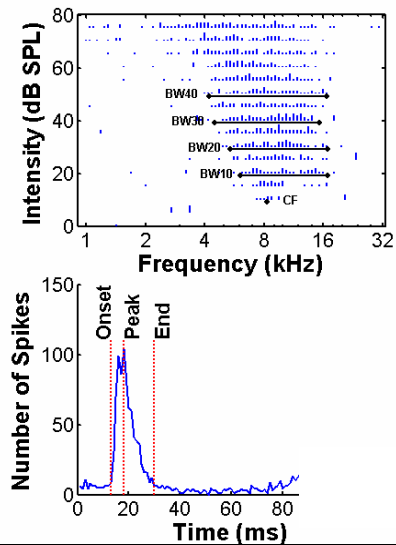 80
60
40
20
0
Intensity (dB SPL)
BW40
BW30
BW20
BW10
CF
1 2 4 8 16 32
Frequency (kHz)
150
100
50
0
Number of Spikes
Onset
Peak
End
0 20 40 60 80
Time (ms)